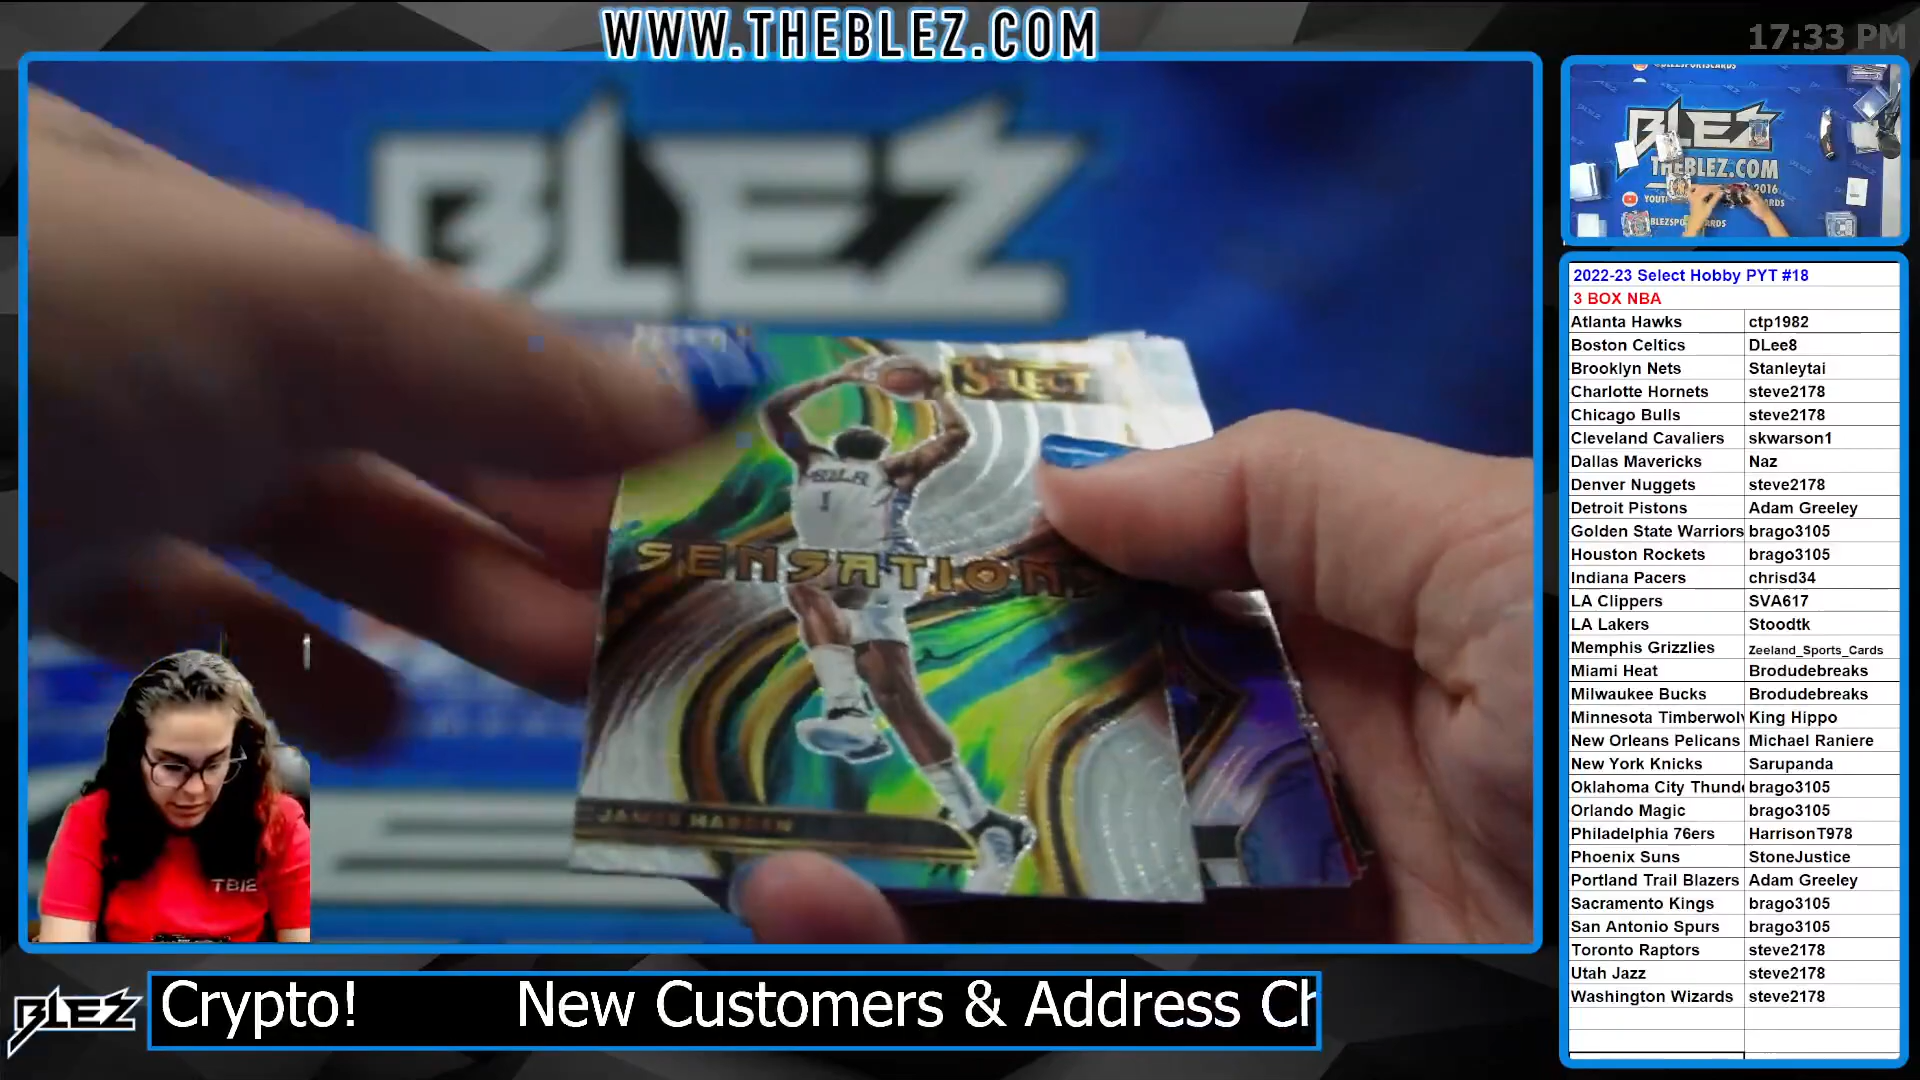 WWW.THEBLEZ.COM
17:33 PM
BLEZ
SELECT
PHILA
1
SENSATIONS
JAMES HARDEN
BLEZ
THEBLEZ.COM
2016
2022-23 Select Hobby PYT #18
3 BOX NBA
Atlanta Hawks ctp1982
Boston Celtics DLee8
Brooklyn Nets Stanleytai
Charlotte Hornets steve2178
Chicago Bulls steve2178
Cleveland Cavaliers skwarson1
Dallas Mavericks Naz
Denver Nuggets steve2178
Detroit Pistons Adam Greeley
Golden State Warriors brago3105
Houston Rockets brago3105
Indiana Pacers chrisd34
LA Clippers SVA617
LA Lakers Stoodtk
Memphis Grizzlies Zeeland_Sports_Cards
Miami Heat Brodudebreaks
Milwaukee Bucks Brodudebreaks
Minnesota Timberwolv King Hippo
New Orleans Pelicans Michael Raniere
New York Knicks Sarupanda
Oklahoma City Thund brago3105
Orlando Magic brago3105
Philadelphia 76ers HarrisonT978
Phoenix Suns StoneJustice
Portland Trail Blazers Adam Greeley
Sacramento Kings brago3105
San Antonio Spurs brago3105
Toronto Raptors steve2178
Utah Jazz steve2178
Washington Wizards steve2178
BLEZ
Crypto! New Customers & Address Ch